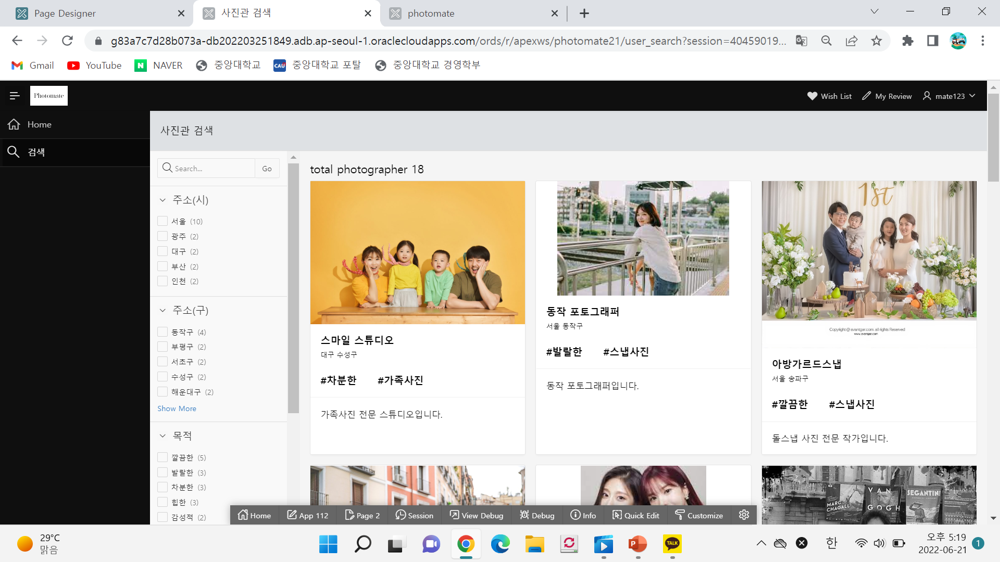 Page Designer
사진관 검색
photomate
g83a7c7d28b073a-db202203251849.adb.ap-seoul-1.oraclecloudapps.com/ords/r/apexws/photomate21/user_search?session=40459019...
Gmail
YouTube
NAVER
중앙대학교
CAU 중앙대학교 포탈
중앙대학교 경영학부
Photomate
Wish List
My Review
mate123
Home
검색
사진관 검색
Search...
Go
주소(시)
서울 (10)
광주 (2)
대구 (2)
부산 (2)
인천 (2)
주소(구)
동작구 (4)
부평구 (2)
서초구 (2)
수성구 (2)
해운대구 (2)
Show More
목적
깔끔한 (5)
발랄한 (3)
차분한 (3)
힙한 (3)
감성적 (2)
total photographer 18
스마일 스튜디오
대구 수성구
#차분한 #가족사진
가족사진 전문 스튜디오입니다.
동작 포토그래퍼
서울 동작구
#발랄한 #스냅사진
동작 포토그래퍼입니다.
1st
Copyright @ avantgar.com. all rights Reserved
www.avantgar.com
아방가르드스냅
서울 송파구
#깔끔한 #스냅사진
돌스냅 사진 전문 작가입니다.
MARC
CHAGALL
VAN
GOGH
SEGANTINI
Home
App 112
Page 2
Session
View Debug
Debug
Info
Quick Edit
Customize
29°C
맑음
TALK
한
오후 5:19
2022-06-21
1